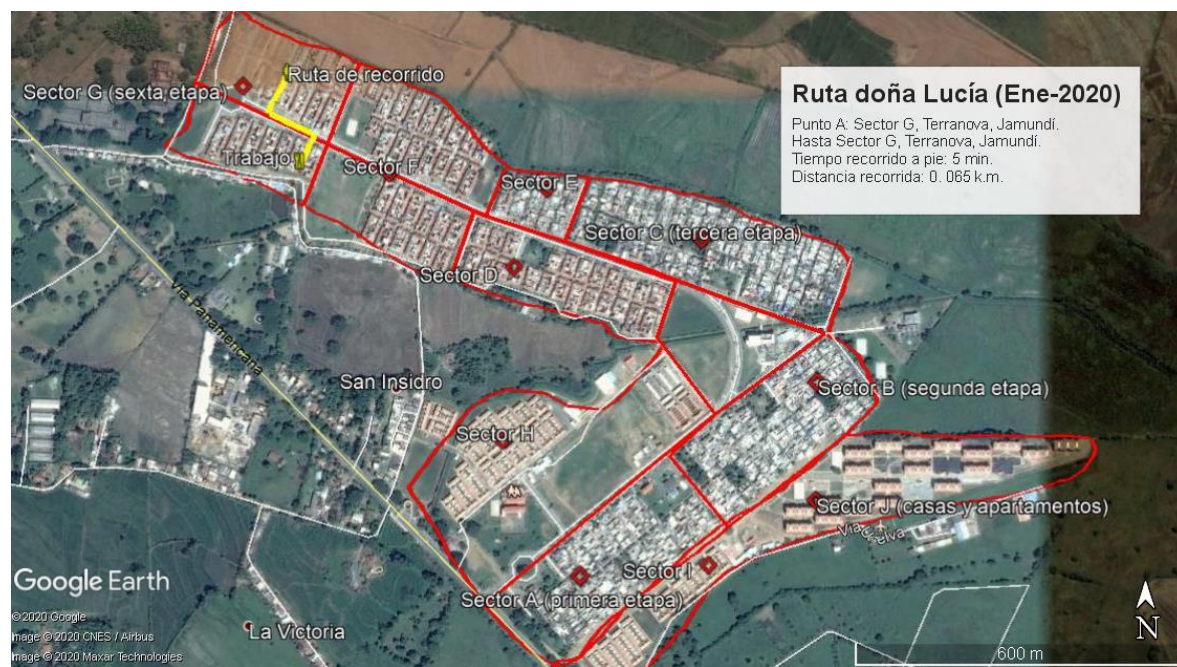 Ruta de recorrido
Sector G (sexta etapa)
Ruta doña Lucía (Ene-2020)
Punto A: Sector G, Terranova, Jamundí.
Hasta Sector G, Terranova, Jamundí.
Tiempo recorrido a pie: 5 min.
Distancia recorrida: 0. 065 k.m.
Trabajo
Sector F
Sector E
Sector C (tercera etapa)
Sector D
vía Panamericana
San Insidro
Sector B (segunda etapa)
Sector H
Sector J (casas y apartamentos)
Sector I
Sector A (primera etapa)
Google Earth
©2020 Google
Image © 2020 CNES / Airbus
Image © 2020 Maxar Technologies
La Victoria
N
600 m